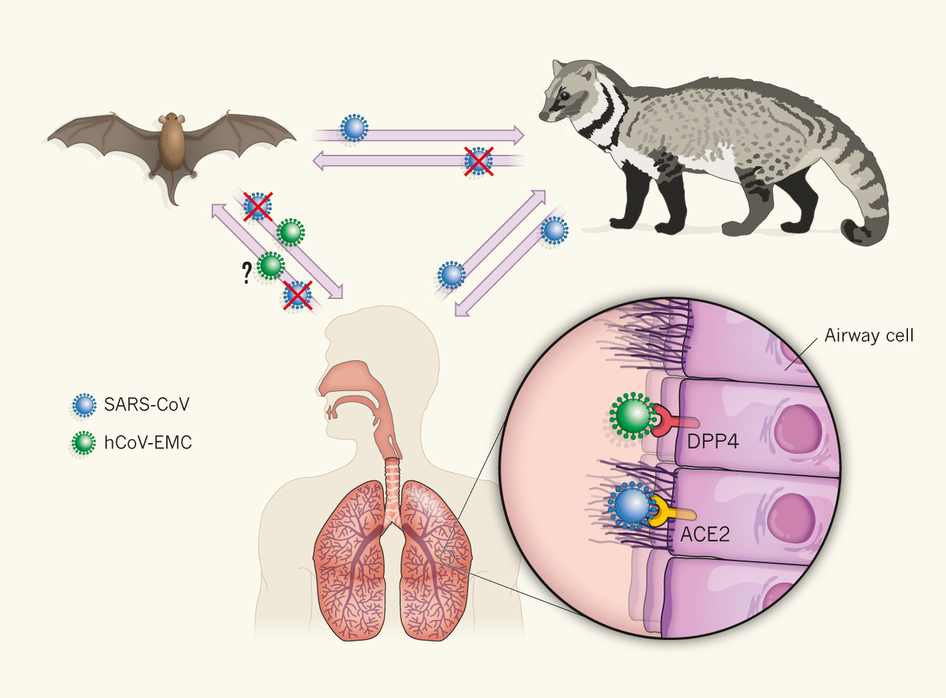 ?
Airway cell
SARS-CoV
hCoV-EMC
DPP4
ACE2